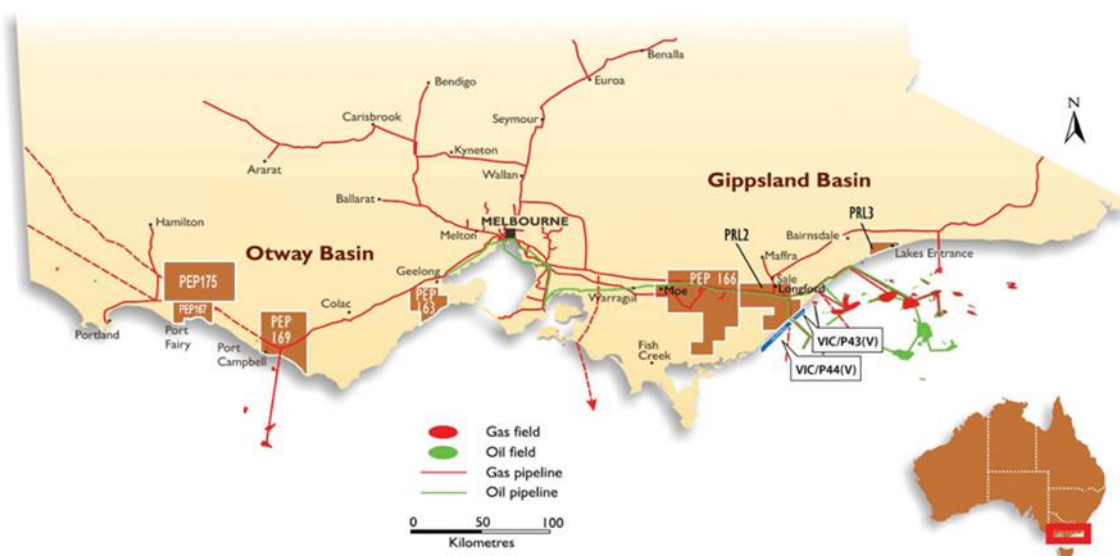 Benalla
Euroa
Bendigo
Seymour
Carisbrook
Kyneton
Ararat
Wallan
N
Gippsland Basin
Ballarat
PRL3
Hamilton
MELBOURNE
Bairnsdale
Melton
PRL2
Lakes Entrance
Otway Basin
Maffra
Geelong
Sale
Longford
PEP175
PEP 166
Moe
Warragul
PEP
163
Colac
PEP167
PEP
169
Portland
Port
Fairy
Port
Campbell
Fish
Creek
VIC/P43(V)
VIC/P44(V)
Gas field
Oil field
Gas pipeline
Oil pipeline
0 50 100
Kilometres